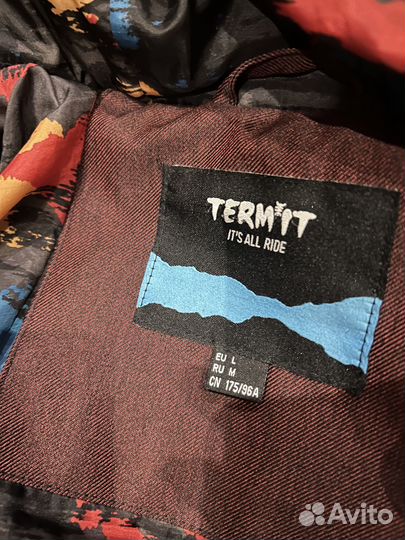 TERMIT
IT'S ALL RIDE
EU L
RU M
CN 175/96A
Avito